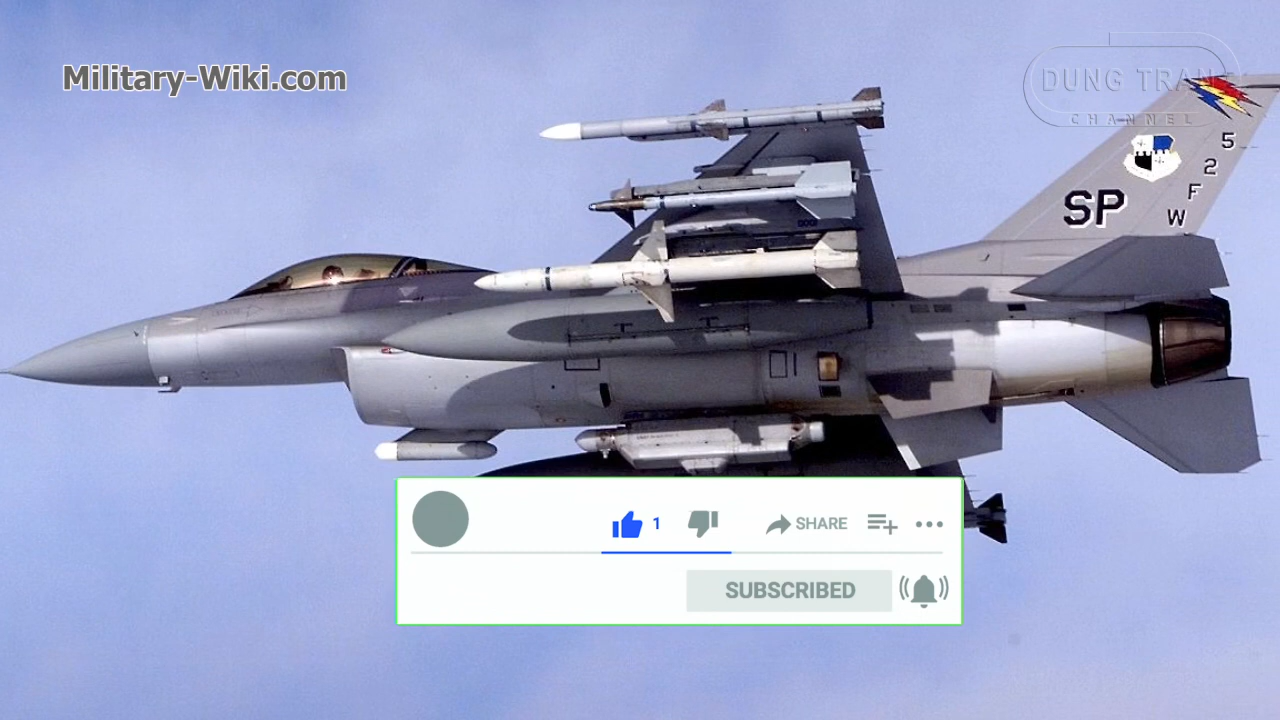 Military-Wiki.com
DUNG TRAN
CHANNEL
5
2
F
W
SP
1
SHARE
SUBSCRIBED